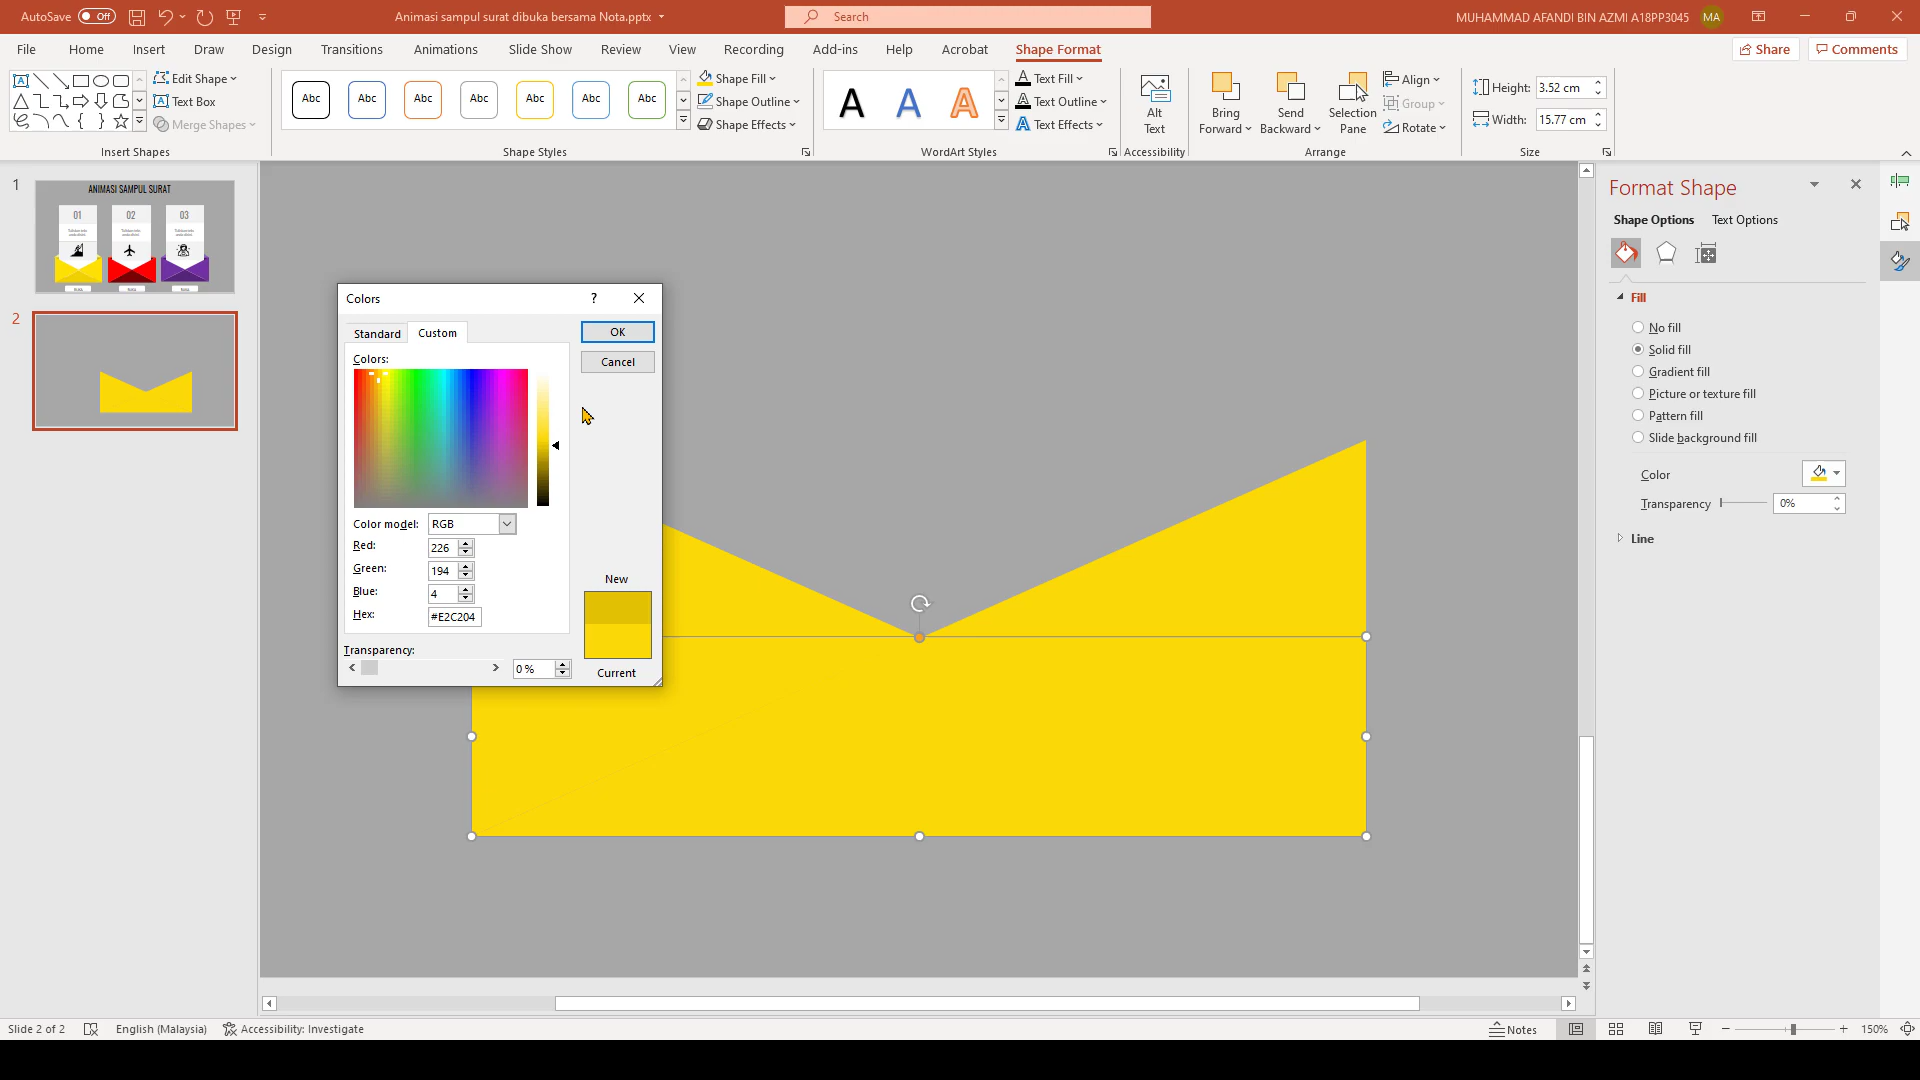 AutoSave Off Animasi sampul surat dibuka bersama Nota.pptx Search MUHAMMAD AFANDI BIN AZMI A18PP3045 MA
File Home Insert Draw Design Transitions Animations Slide Show Review View Recording Add-ins Help Acrobat Shape Format Share Comments
Edit Shape
Text Box
Merge Shapes
Insert Shapes
Abc Abc Abc Abc Abc Abc Abc
Shape Fill
Shape Outline
Shape Effects
Shape Styles
A A A
Text Fill
Text Outline
Text Effects
WordArt Styles
Alt
Text
Accessibility
Bring
Forward
Send
Backward
Selection
Pane
Align
Group
Rotate
Arrange
Height: 3.52 cm
Width: 15.77 cm
Size
1
ANIMASI SAMPUL SURAT
01 02 03
2
Colors
?
Standard Custom
OK
Cancel
Colors:
Color model: RGB
Red: 226
Green: 194
Blue: 4
Hex: #E2C204
Transparency:
0 %
New
Current
Format Shape
Shape Options Text Options
Fill
No fill
Solid fill
Gradient fill
Picture or texture fill
Pattern fill
Slide background fill
Color
Transparency 0%
Line
Slide 2 of 2 English (Malaysia) Accessibility: Investigate Notes 150%